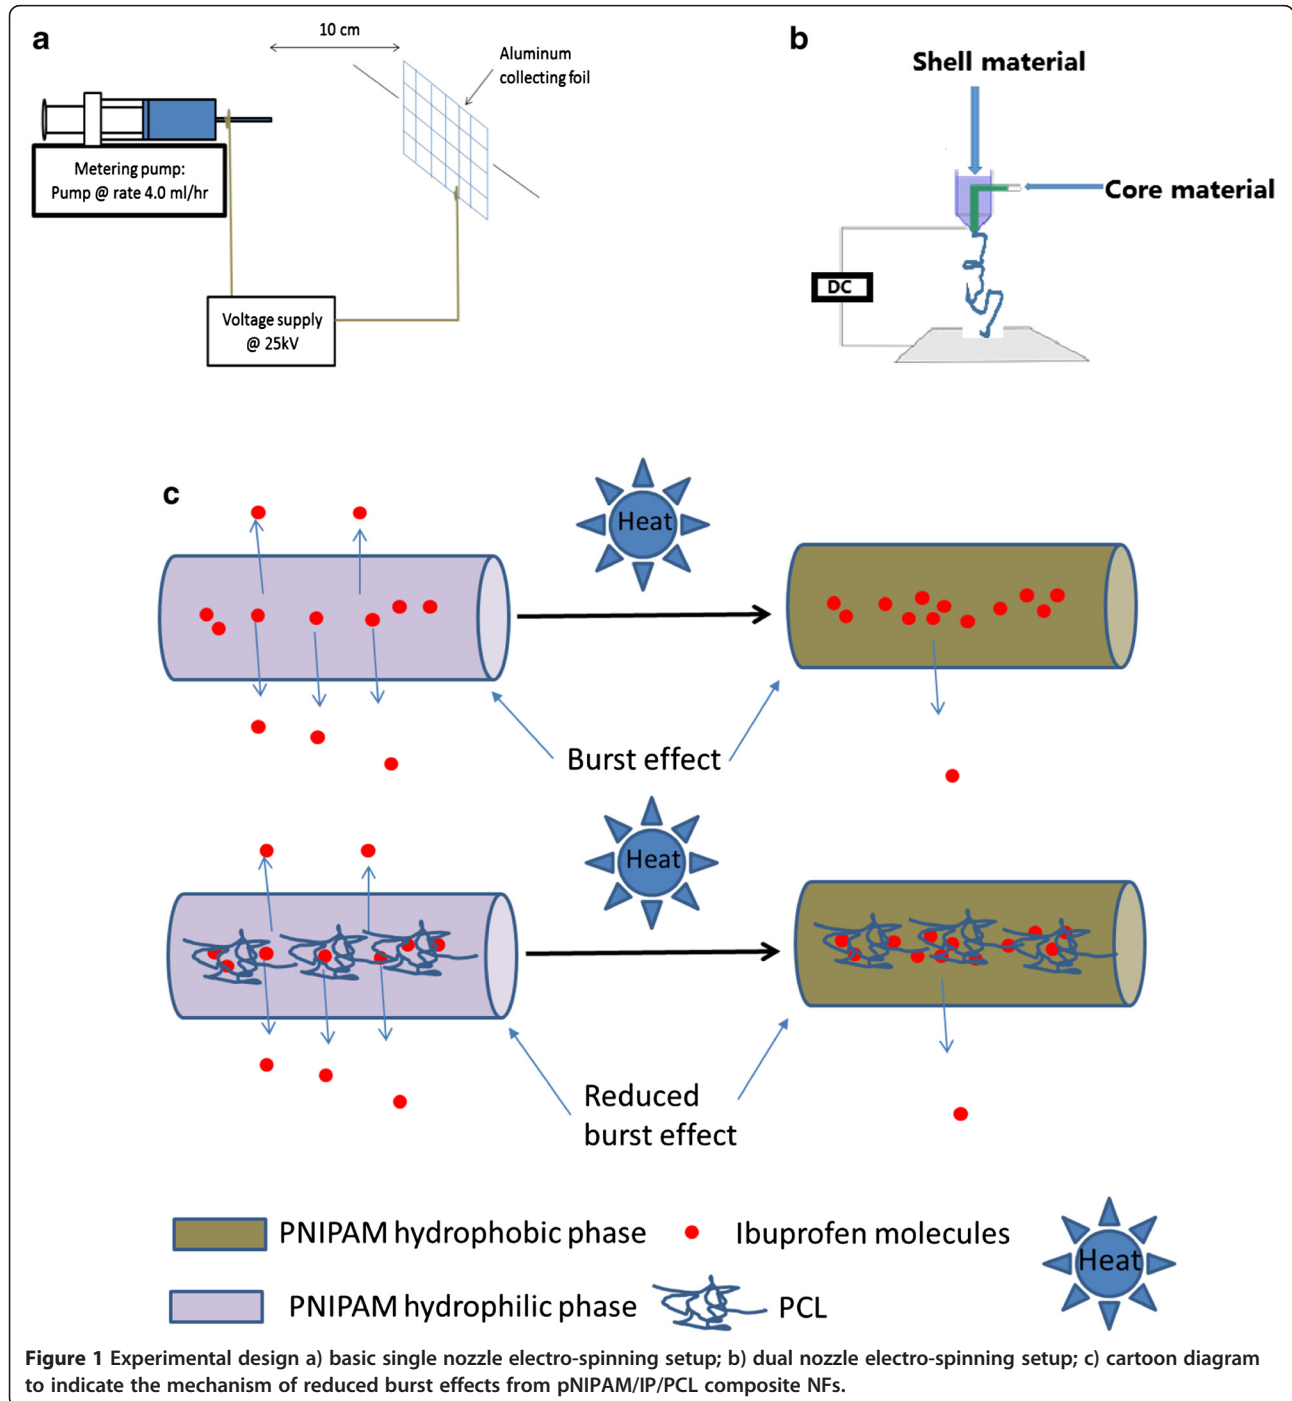 a
10 cm
Aluminum
collecting foil
Metering pump:
Pump @ rate 4.0 ml/hr
Voltage supply
@ 25kV
b
Shell material
Core material
DC
c
Heat
Burst effect
Heat
Reduced
burst effect
PNIPAM hydrophobic phase
Ibuprofen molecules
Heat
PNIPAM hydrophilic phase
PCL
Figure 1 Experimental design a) basic single nozzle electro-spinning setup; b) dual nozzle electro-spinning setup; c) cartoon diagram
to indicate the mechanism of reduced burst effects from pNIPAM/IP/PCL composite NFs.